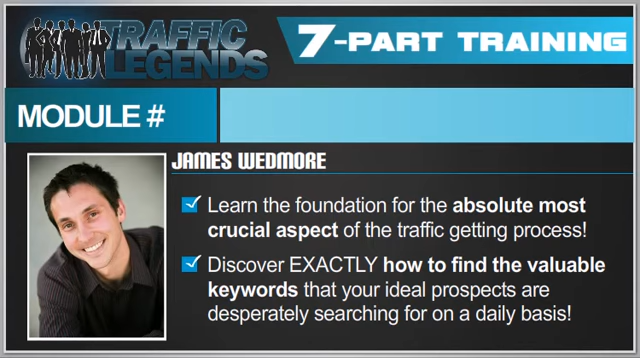 TRAFFIC
LEGENDS
7-PART TRAINING
MODULE #
JAMES WEDMORE
Learn the foundation for the absolute most
crucial aspect of the traffic getting process!
Discover EXACTLY how to find the valuable
keywords that your ideal prospects are
desperately searching for on a daily basis!